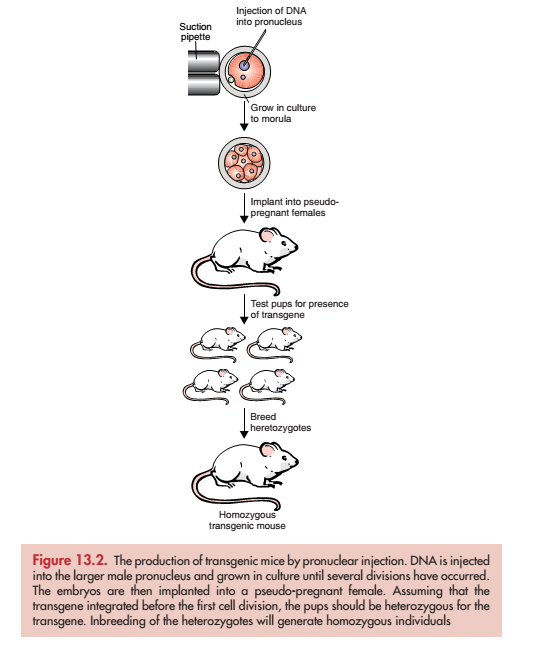 Injection of DNA
into pronucleus
Suction
pipette
Grow in culture
to morula
Implant into pseudo-
pregnant females
Test pups for presence
of transgene
Breed
heretozygotes
Homozygous
transgenic mouse
Figure 13.2. The production of transgenic mice by pronuclear injection. DNA is injected
into the larger male pronucleus and grown in culture until several divisions have occurred.
The embryos are then implanted into a pseudo-pregnant female. Assuming that the
transgene integrated before the first cell division, the pups should be heterozygous for the
transgene. Inbreeding of the heterozygotes will generate homozygous individuals